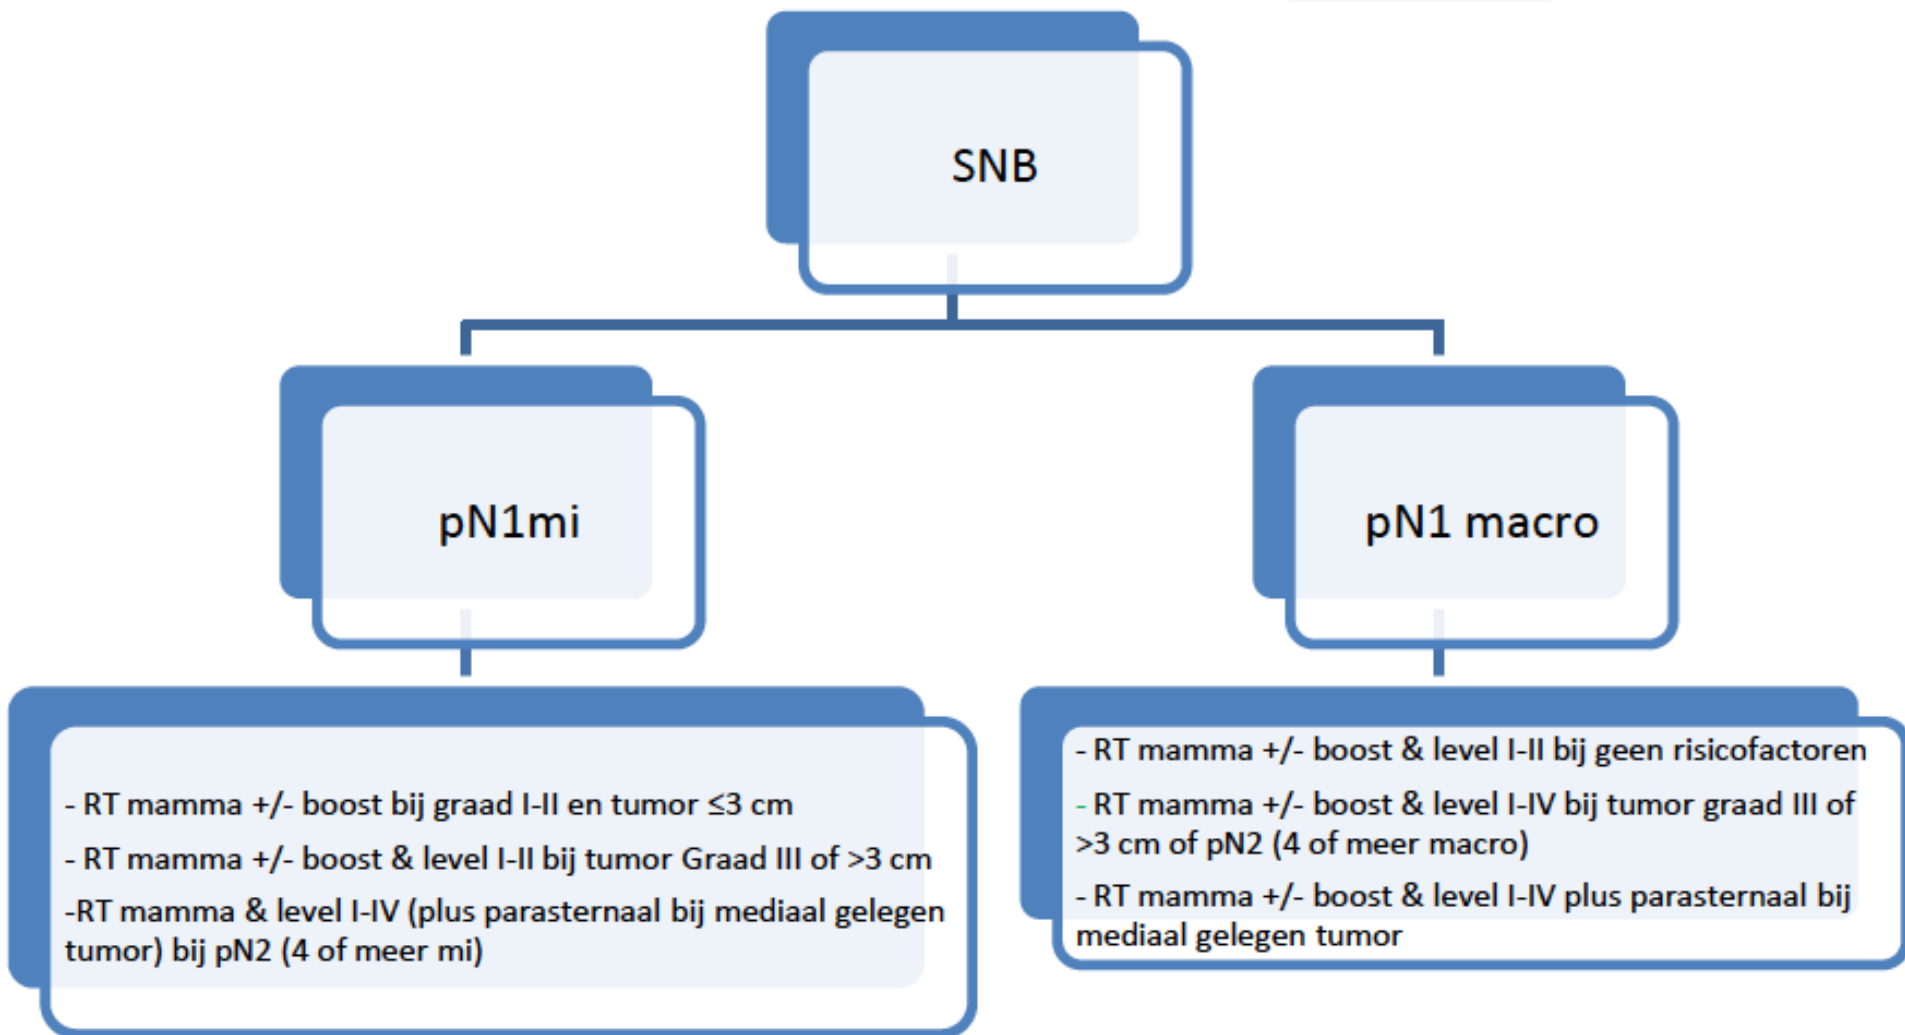 SNB
pN1mi
pN1 macro
- RT mamma +/- boost bij graad I-II en tumor ≤3 cm
- RT mamma +/- boost & level I-II bij tumor Graad III of >3 cm
-RT mamma & level I-IV (plus parasternaal bij mediaal gelegen
tumor) bij pN2 (4 of meer mi)
- RT mamma +/- boost & level I-II bij geen risicofactoren
- RT mamma +/- boost & level I-IV bij tumor graad III of
>3 cm of pN2 (4 of meer macro)
- RT mamma +/- boost & level I-IV plus parasternaal bij
mediaal gelegen tumor